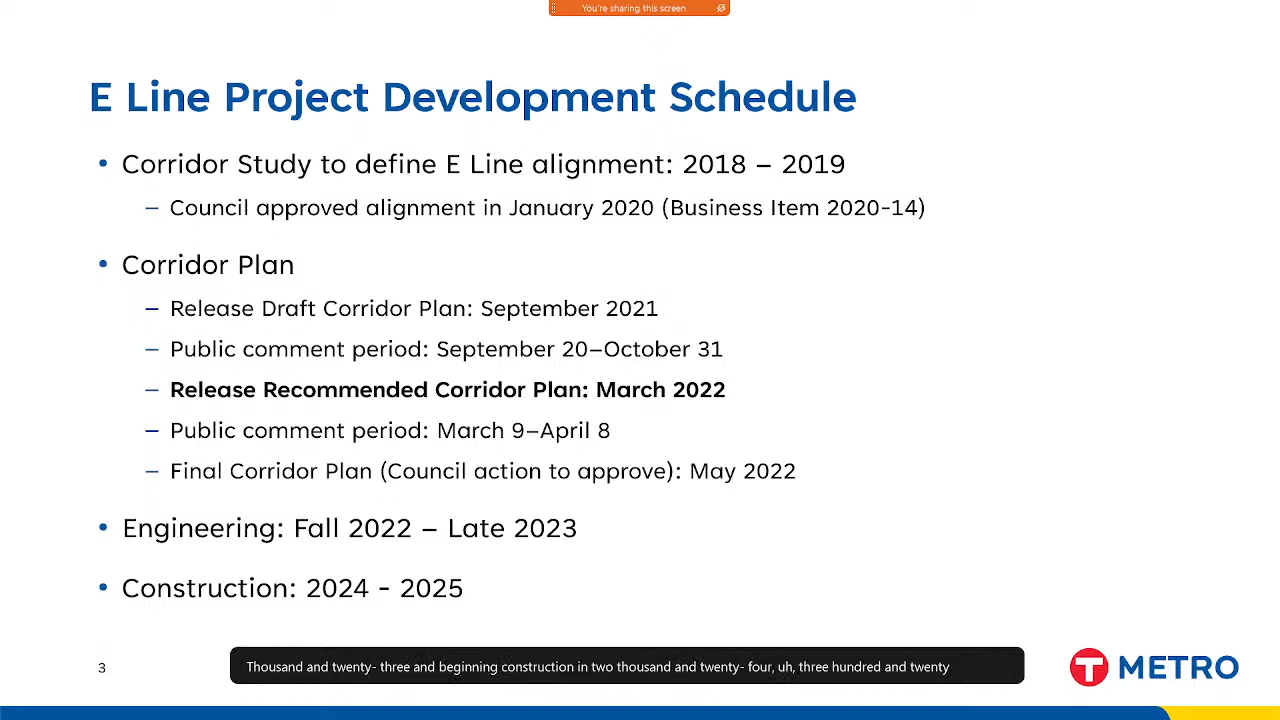 You're sharing this screen
E Line Project Development Schedule
• Corridor Study to define E Line alignment: 2018 – 2019
– Council approved alignment in January 2020 (Business Item 2020-14)
• Corridor Plan
– Release Draft Corridor Plan: September 2021
– Public comment period: September 20–October 31
– Release Recommended Corridor Plan: March 2022
– Public comment period: March 9–April 8
– Final Corridor Plan (Council action to approve): May 2022
• Engineering: Fall 2022 – Late 2023
• Construction: 2024 - 2025
3
Thousand and twenty- three and beginning construction in two thousand and twenty- four, uh, three hundred and twenty
T METRO